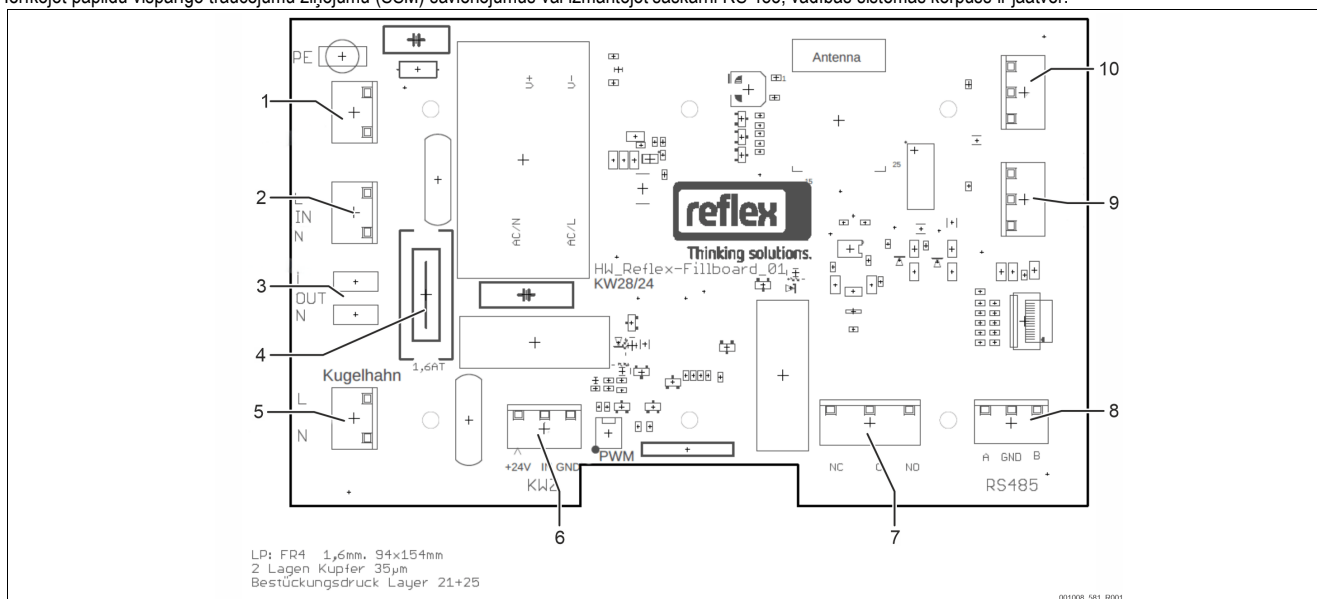 PE
Antenna
10
1
V+
V-
1
25
2
L
IN
N
AC/N
AC/L
reflex
Thinking solutions.
9
HW_Reflex-Fillboard_01
KW28/24
3
OUT
N
4
1,6AT
Kugelhahn
5
L
N
8
PWM
+24V IN GND
KWZ
6
NC C NO
7
A GND B
RS485
LP: FR4 1,6mm. 94x154mm
2 Lagen Kupfer 35µm
Bestückungsdruck Layer 21+25
001008_581_R001